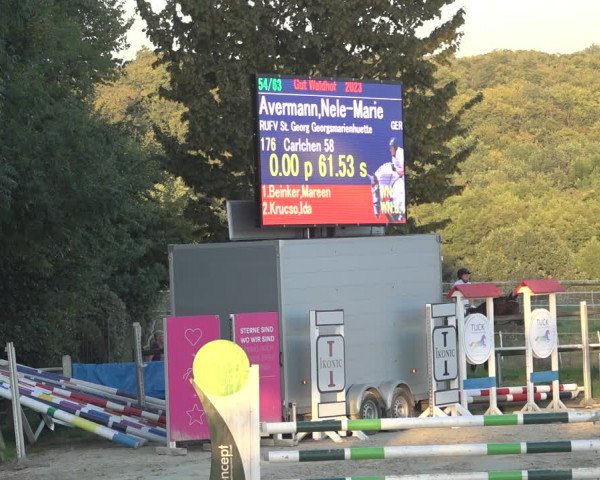 54/63 Gut Waldhof 2023
Avermann,Nele-Marie
RUFV St. Georg Georgsmarienhuette GER
176 Carlchen 58
0.00 p 61.53 s
1.Beinker,Mareen
2.Krucso,Ida
STERNE SIND
WO WIR SIND
T
IKONIC
T
IKONIC
TUCK
TUCK
concept